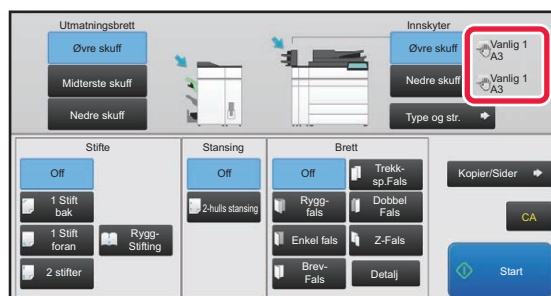 Utmatningsbrett
Innskyter
Øvre skuff
Øvre skuff
Vanlig 1
A3
Midterste skuff
Nedre skuff
Vanlig 1
A3
Nedre skuff
Type og str.
Stifte
Stansing
Brett
Off
Off
Off
Trekk-
sp.Fals
Kopier/Sider
1 Stift
bak
2-hulls stansing
Rygg-
fals
Dobbel
Fals
CA
1 Stift
foran
Rygg-
Stifting
Enkel fals
Z-Fals
2 stifter
Brev-
Fals
Detalj
Start